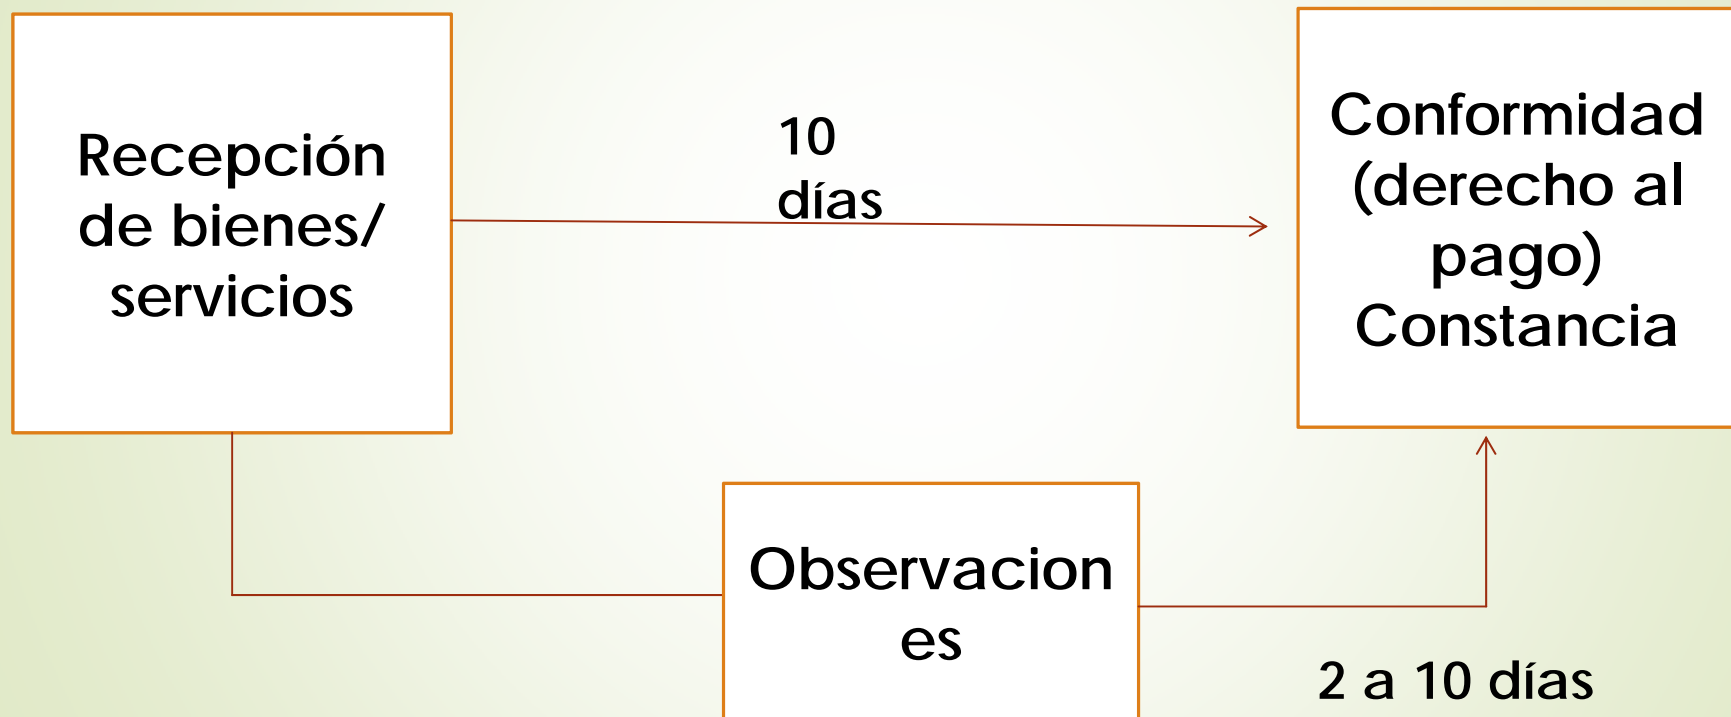 Recepción
de bienes/
servicios
10
días
Conformidad
(derecho al
pago)
Constancia
Observacion
es
2 a 10 días